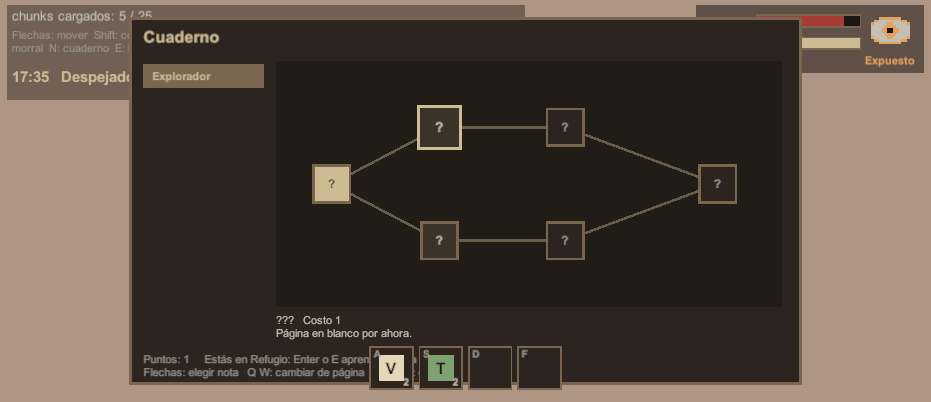 chunks cargados: 5 / 25
Flechas: mover Shift:
morral N: cuaderno E:
17:35 Despejado
Expuesto
Cuaderno
Explorador
?
?
?
?
?
?
??? Costo 1
Página en blanco por ahora.
Puntos: 1 Estás en Refugio: Enter o E
Flechas: elegir nota Q W: cambiar de página
A V 2
S T 2
D
F